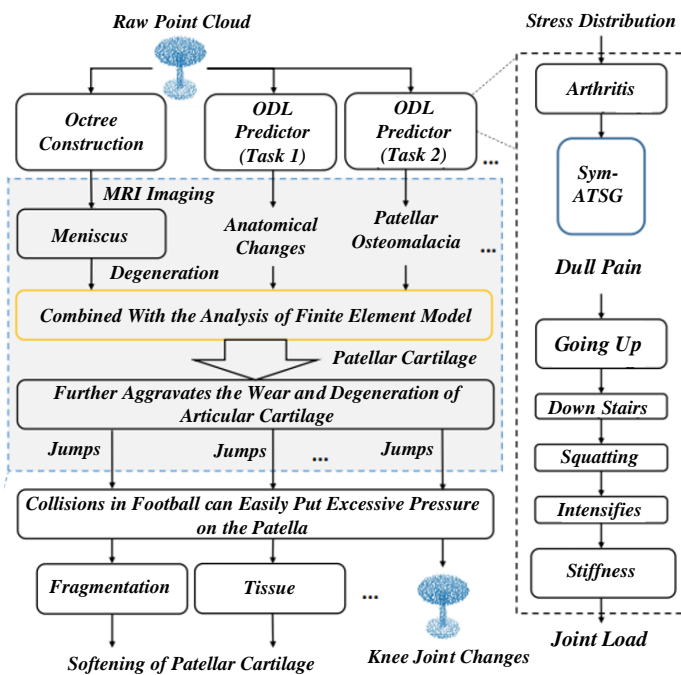 Raw Point Cloud
Octree
Construction
ODL
Predictor
(Task 1)
ODL
Predictor
(Task 2)
...
MRI Imaging
Meniscus
Anatomical
Changes
Patellar
Osteomalacia
...
Degeneration
Combined With the Analysis of Finite Element Model
Patellar Cartilage
Further Aggravates the Wear and Degeneration of
Articular Cartilage
Jumps
Jumps
...
Jumps
Collisions in Football can Easily Put Excessive Pressure
on the Patella
Fragmentation
Tissue
...
Softening of Patellar Cartilage
Knee Joint Changes
Stress Distribution
Arthritis
Sym-
ATSG
Dull Pain
Going Up
Down Stairs
Squatting
Intensifies
Stiffness
Joint Load